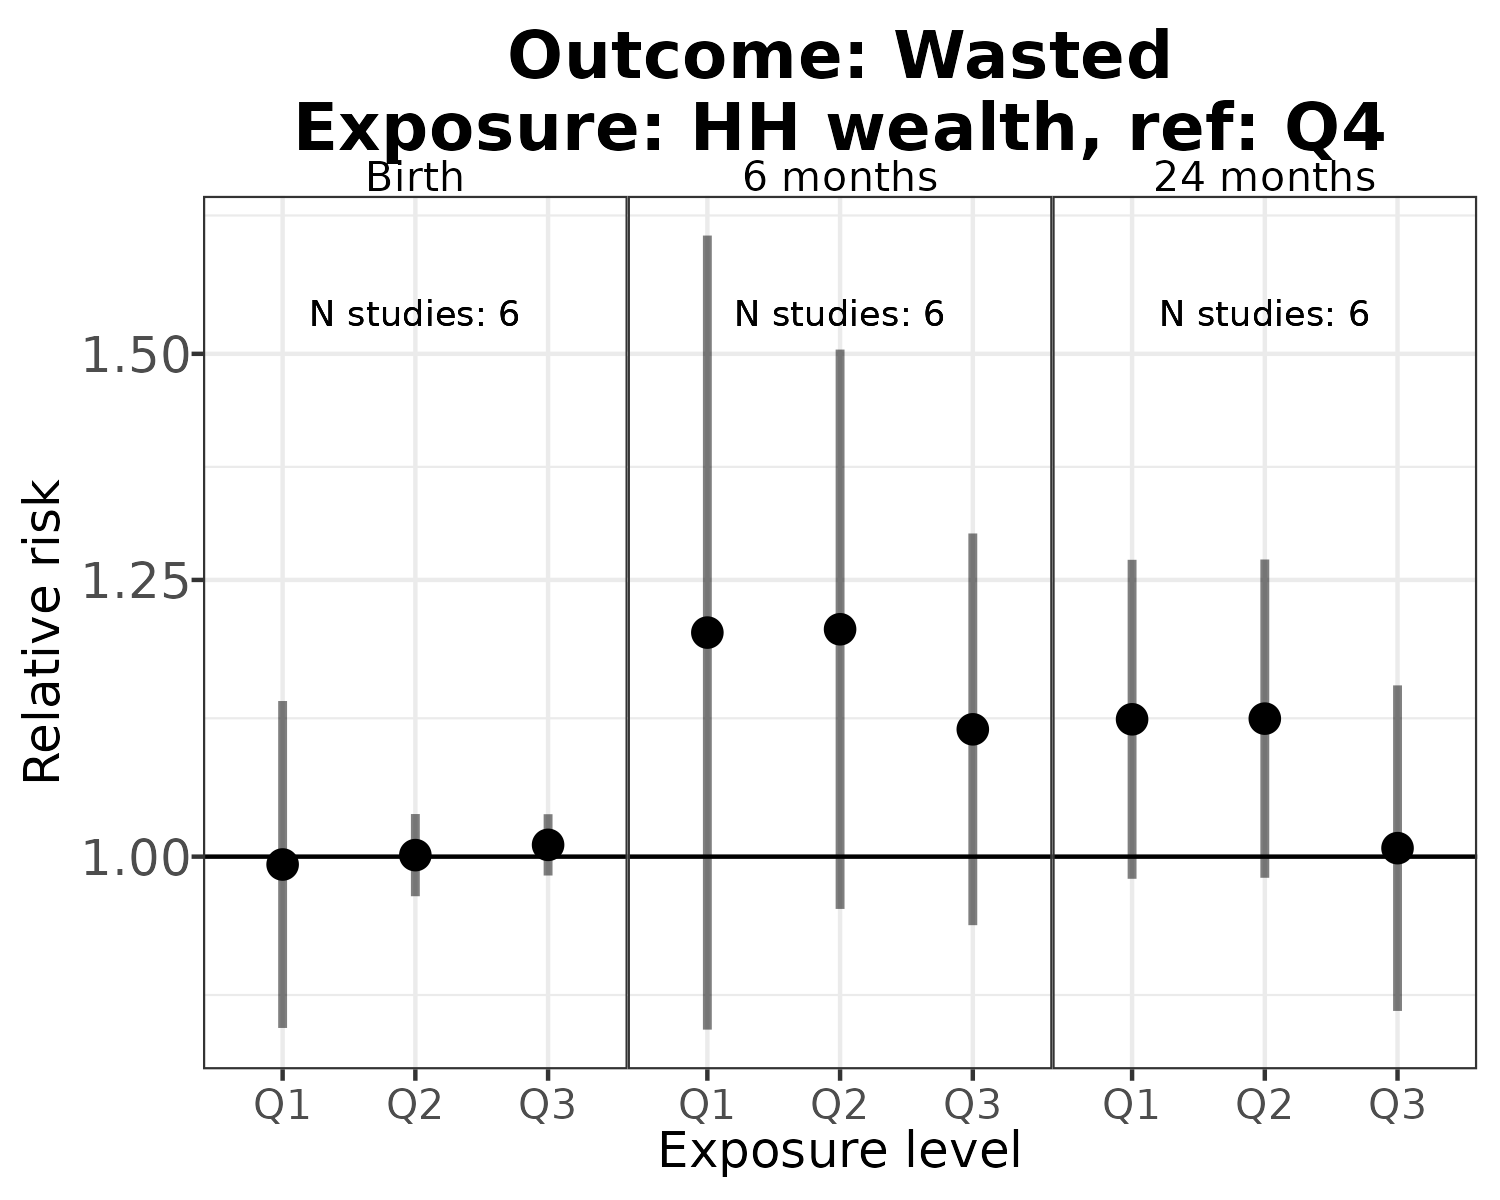 Outcome: Wasted
Exposure: HH wealth, ref: Q4
Birth 6 months 24 months
N studies: 6 N studies: 6 N studies: 6
1.50
1.25
1.00
Relative risk
Q1 Q2 Q3 Q1 Q2 Q3 Q1 Q2 Q3
Exposure level